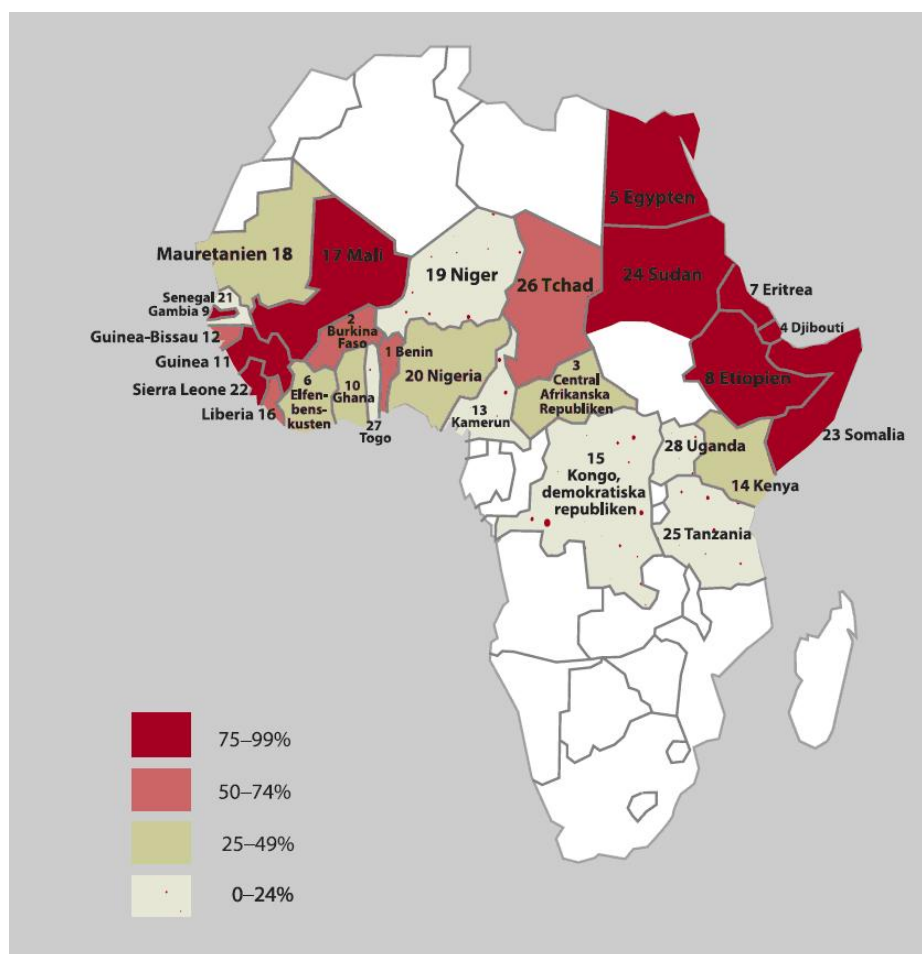 5 Egypten
Mauretanien 18
17 Mali
19 Niger
26 Tchad
24 Sudan
7 Eritrea
Senegal 21
Gambia 9
4 Djibouti
Guinea-Bissau 12
2
Burkina
Faso
1 Benin
Guinea 11
20 Nigeria
8 Etiopien
3
Central
Afrikanska
Republiken
Sierra Leone 22
6
Elfen-
bens-
kusten
10
Ghana
Liberia 16
27
Togo
13
Kamerun
23 Somalia
28 Uganda
15
Kongo,
demokratiska
republiken
14 Kenya
25 Tanzania
75–99%
50–74%
25–49%
0–24%